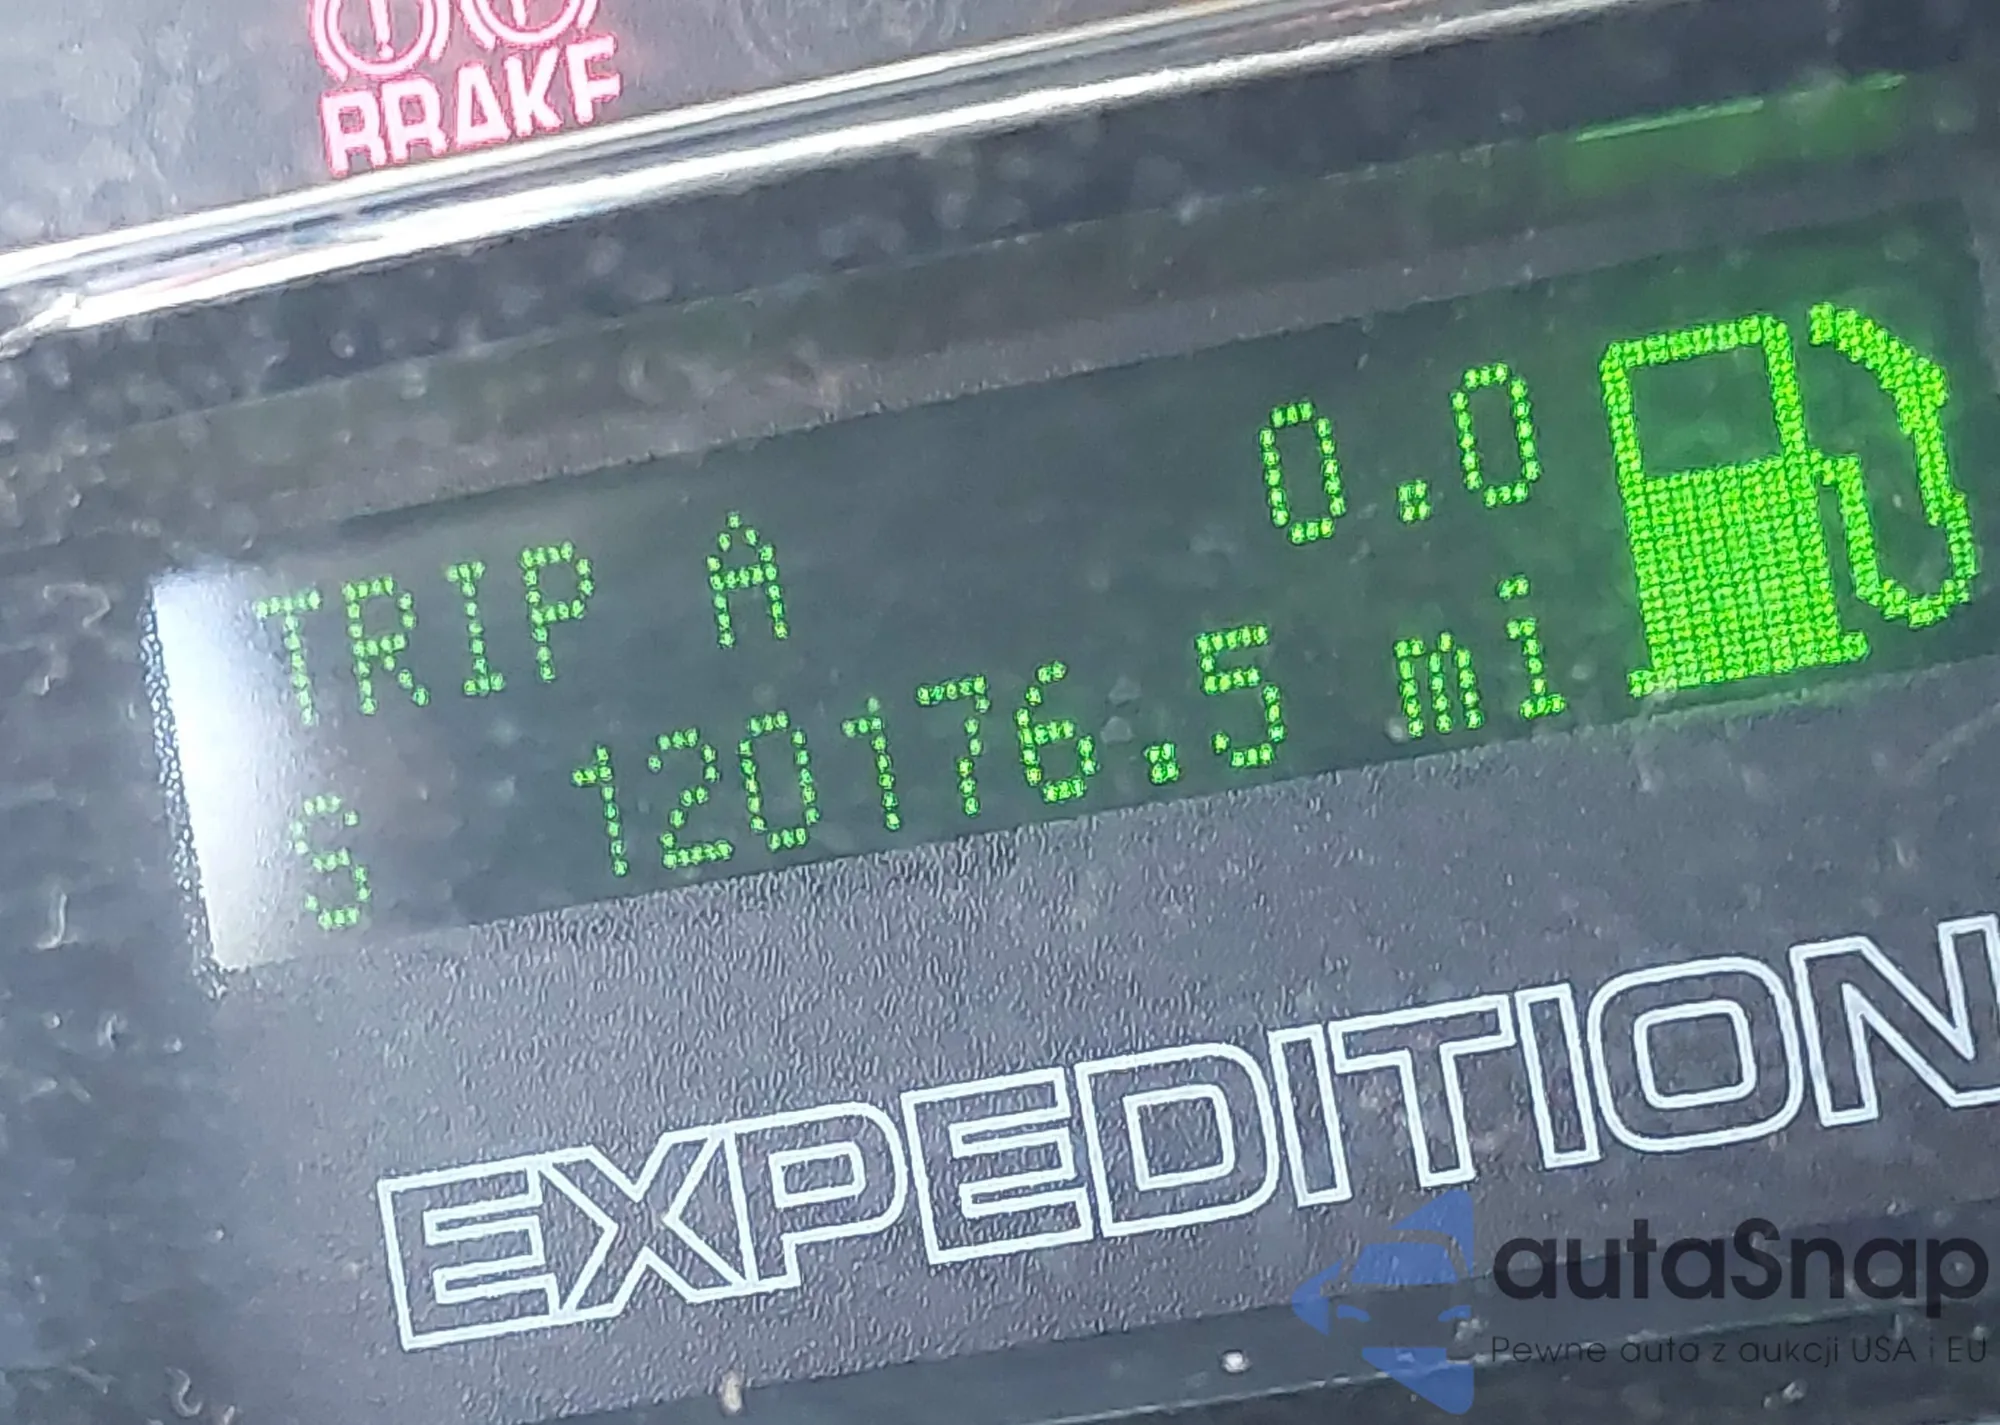 BRAKE
TRIP A 0.0
S 120176.5 mi
EXPEDITION
autaSnap
Pewne auta z aukcji USA i EU